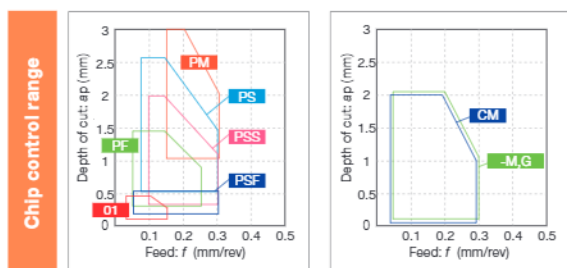 Chip control range
Depth of cut: ap (mm)
3
2.5
2
1.5
1
0.5
0
0.1
0.2
0.3
0.4
0.5
Feed: f (mm/rev)
PM
PS
PSS
PF
PSF
01
Depth of cut: ap (mm)
3
2.5
2
1.5
1
0.5
0
0.1
0.2
0.3
0.4
0.5
Feed: f (mm/rev)
CM
-M,G